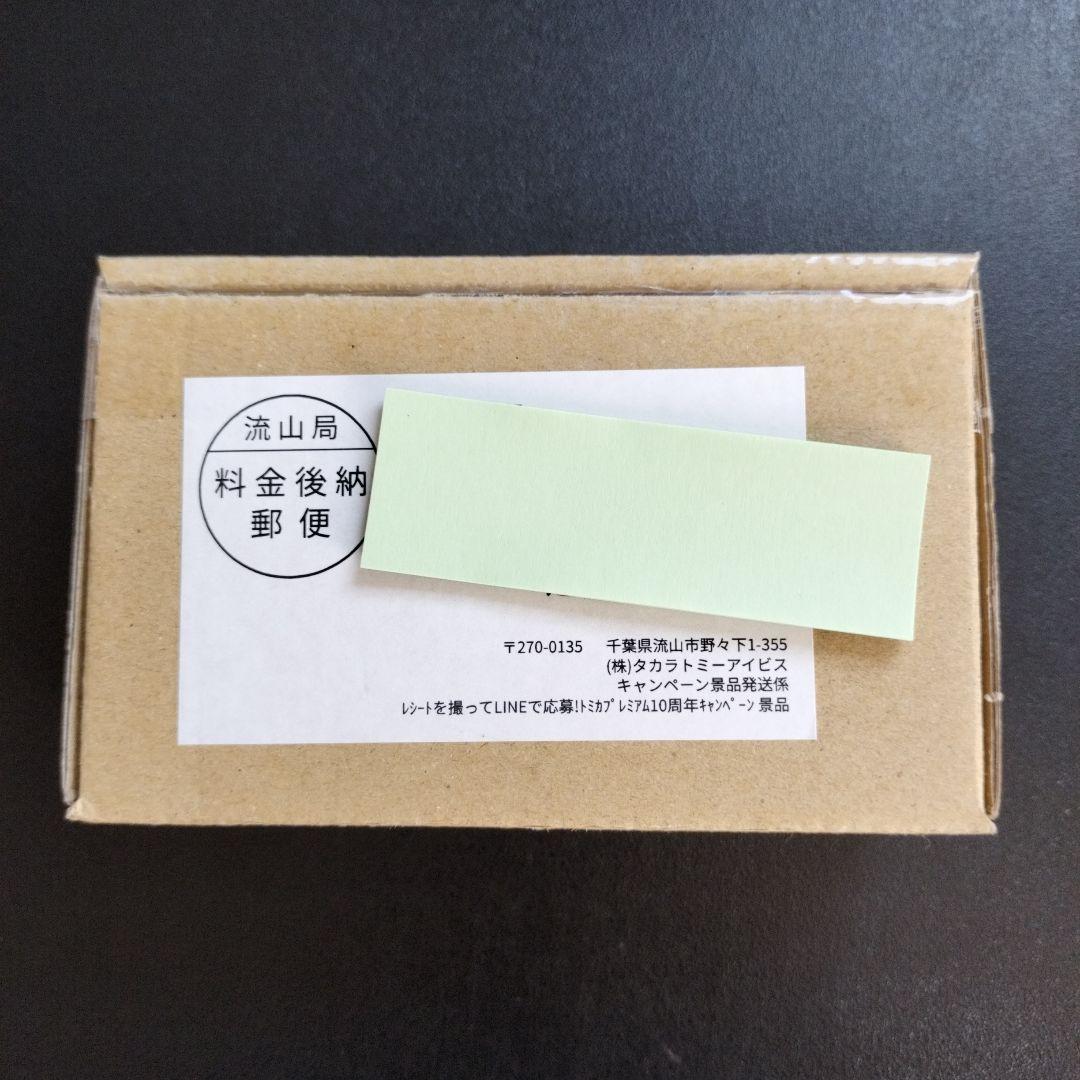 流山局
料金後納
郵便
〒270-0135 千葉県流山市野々下1-355
(株)タカラトミーアイビス
キャンペーン景品発送係
ﾚｼｰﾄを撮ってLINEで応募!ﾄﾐｶﾌﾟﾚﾐｱﾑ10周年ｷｬﾝﾍﾟｰﾝ 景品